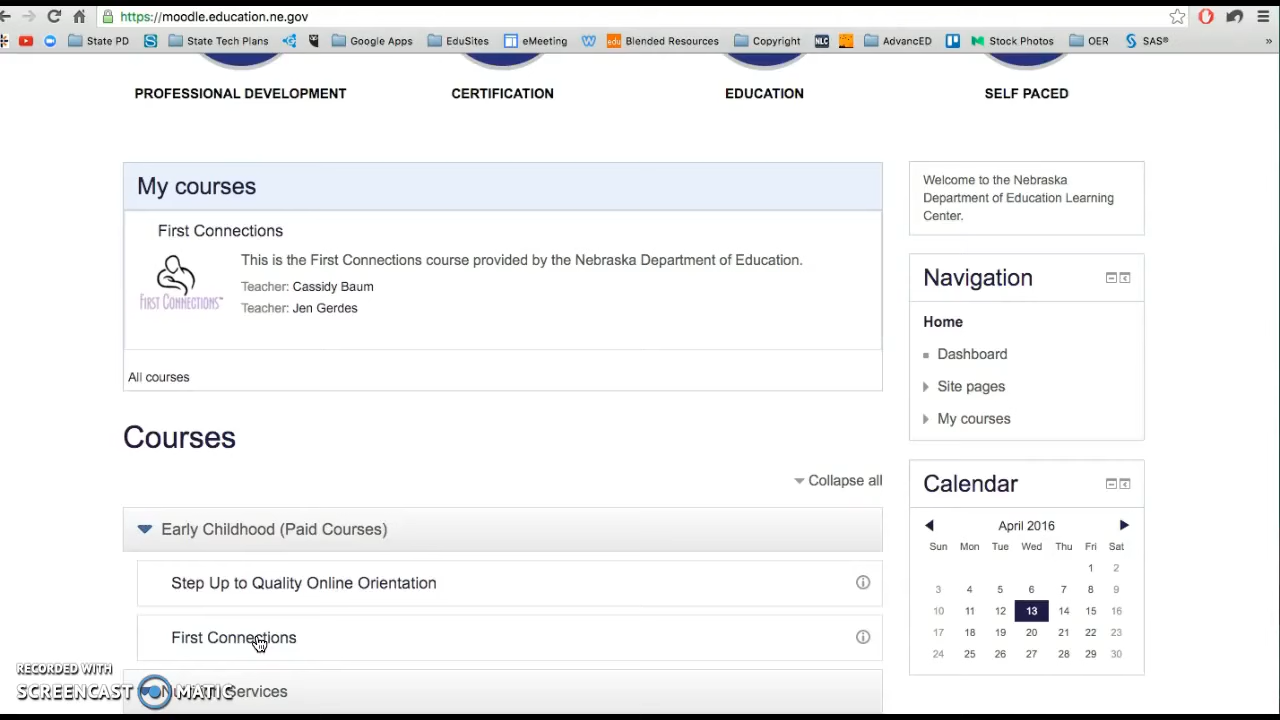 https://moodle.education.ne.gov
State PD
State Tech Plans
Google Apps
EduSites
eMeeting
Blended Resources
Copyright
NLC
AdvancED
Stock Photos
OER
SAS®
»
PROFESSIONAL DEVELOPMENT
CERTIFICATION
EDUCATION
SELF PACED
My courses
First Connections
This is the First Connections course provided by the Nebraska Department of Education.
Teacher: Cassidy Baum
Teacher: Jen Gerdes
FIRST CONNECTIONS™
All courses
Courses
Collapse all
Early Childhood (Paid Courses)
Step Up to Quality Online Orientation
First Connections
Services
Welcome to the Nebraska
Department of Education Learning
Center.
Navigation
Home
Dashboard
Site pages
My courses
Calendar
April 2016
Sun Mon Tue Wed Thu Fri Sat
1 2
3 4 5 6 7 8 9
10 11 12 13 14 15 16
17 18 19 20 21 22 23
24 25 26 27 28 29 30
RECORDED WITH
SCREENCAST MATIC